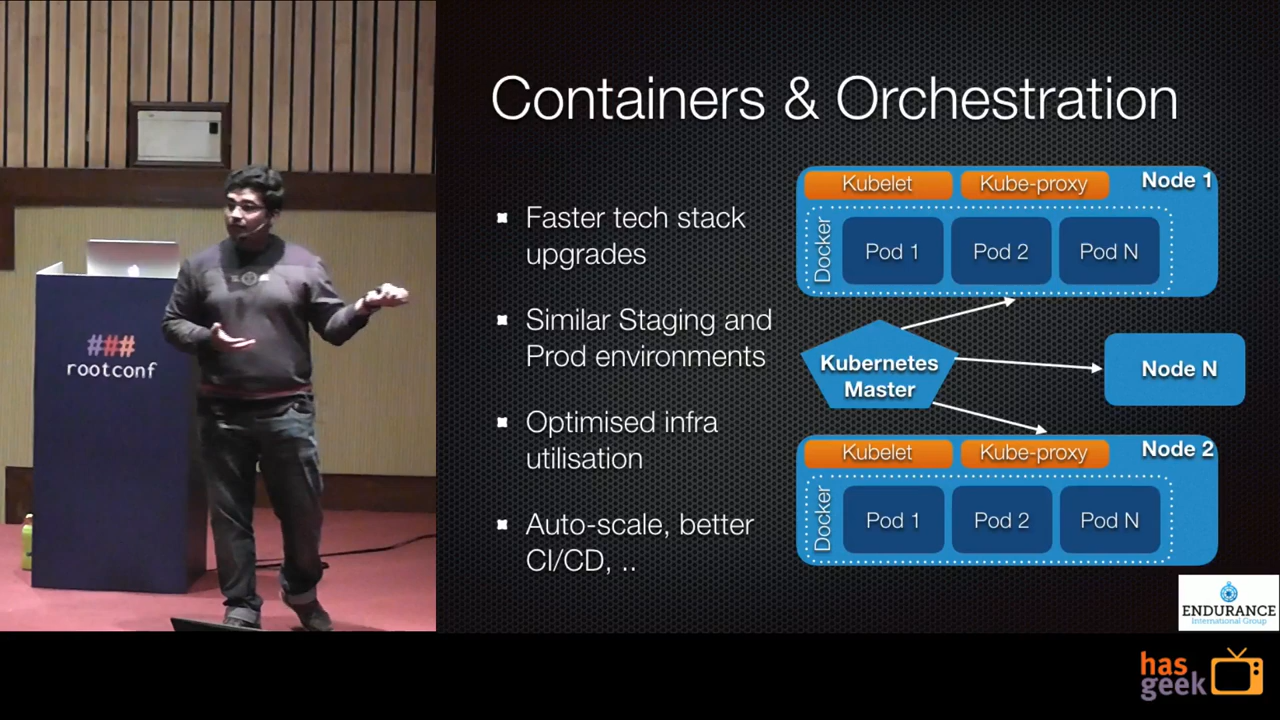 Containers & Orchestration
Faster tech stack
upgrades
Similar Staging and
Prod environments
Optimised infra
utilisation
Auto-scale, better
CI/CD, ..
Kubelet
Kube-proxy
Node 1
Docker
Pod 1
Pod 2
Pod N
Kubernetes
Master
Node N
Kubelet
Kube-proxy
Node 2
Docker
Pod 1
Pod 2
Pod N
###
rootconf
ENDURANCE
International Group
has
geek